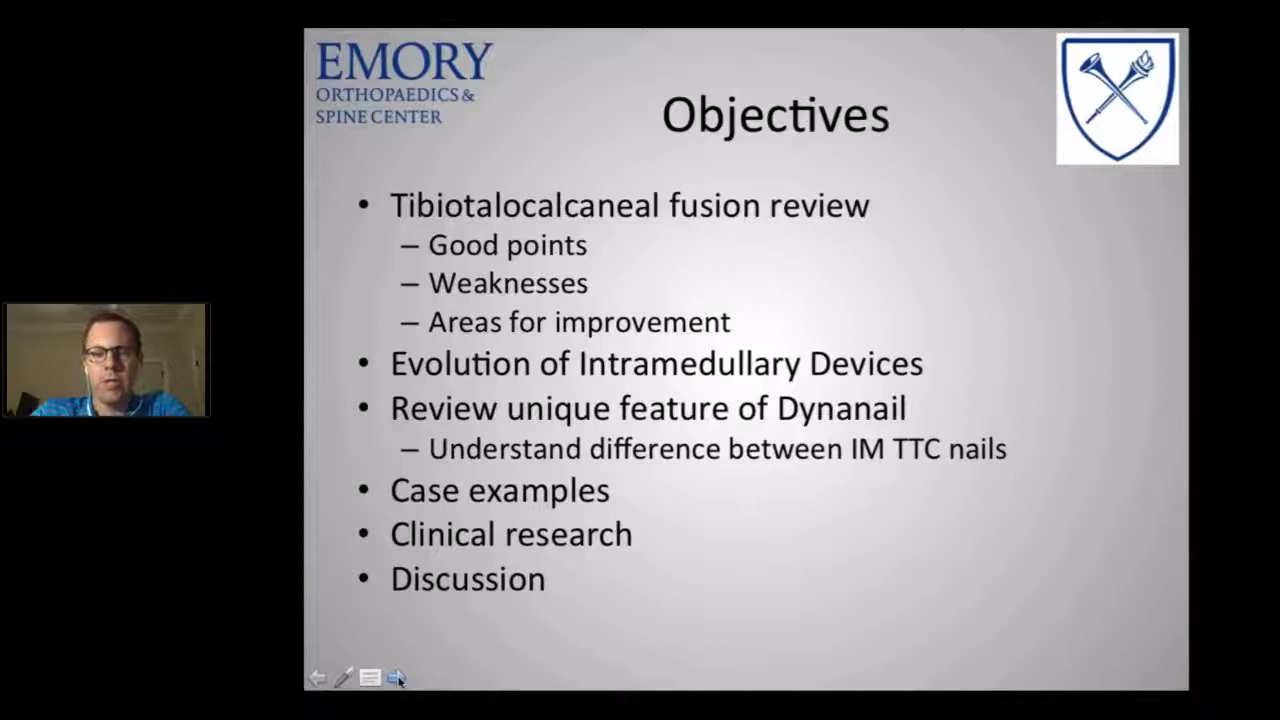 EMORY
ORTHOPAEDICS &
SPINE CENTER
Objectives
• Tibiotalocalcaneal fusion review
– Good points
– Weaknesses
– Areas for improvement
• Evolution of Intramedullary Devices
• Review unique feature of Dynanail
– Understand difference between IM TTC nails
• Case examples
• Clinical research
• Discussion